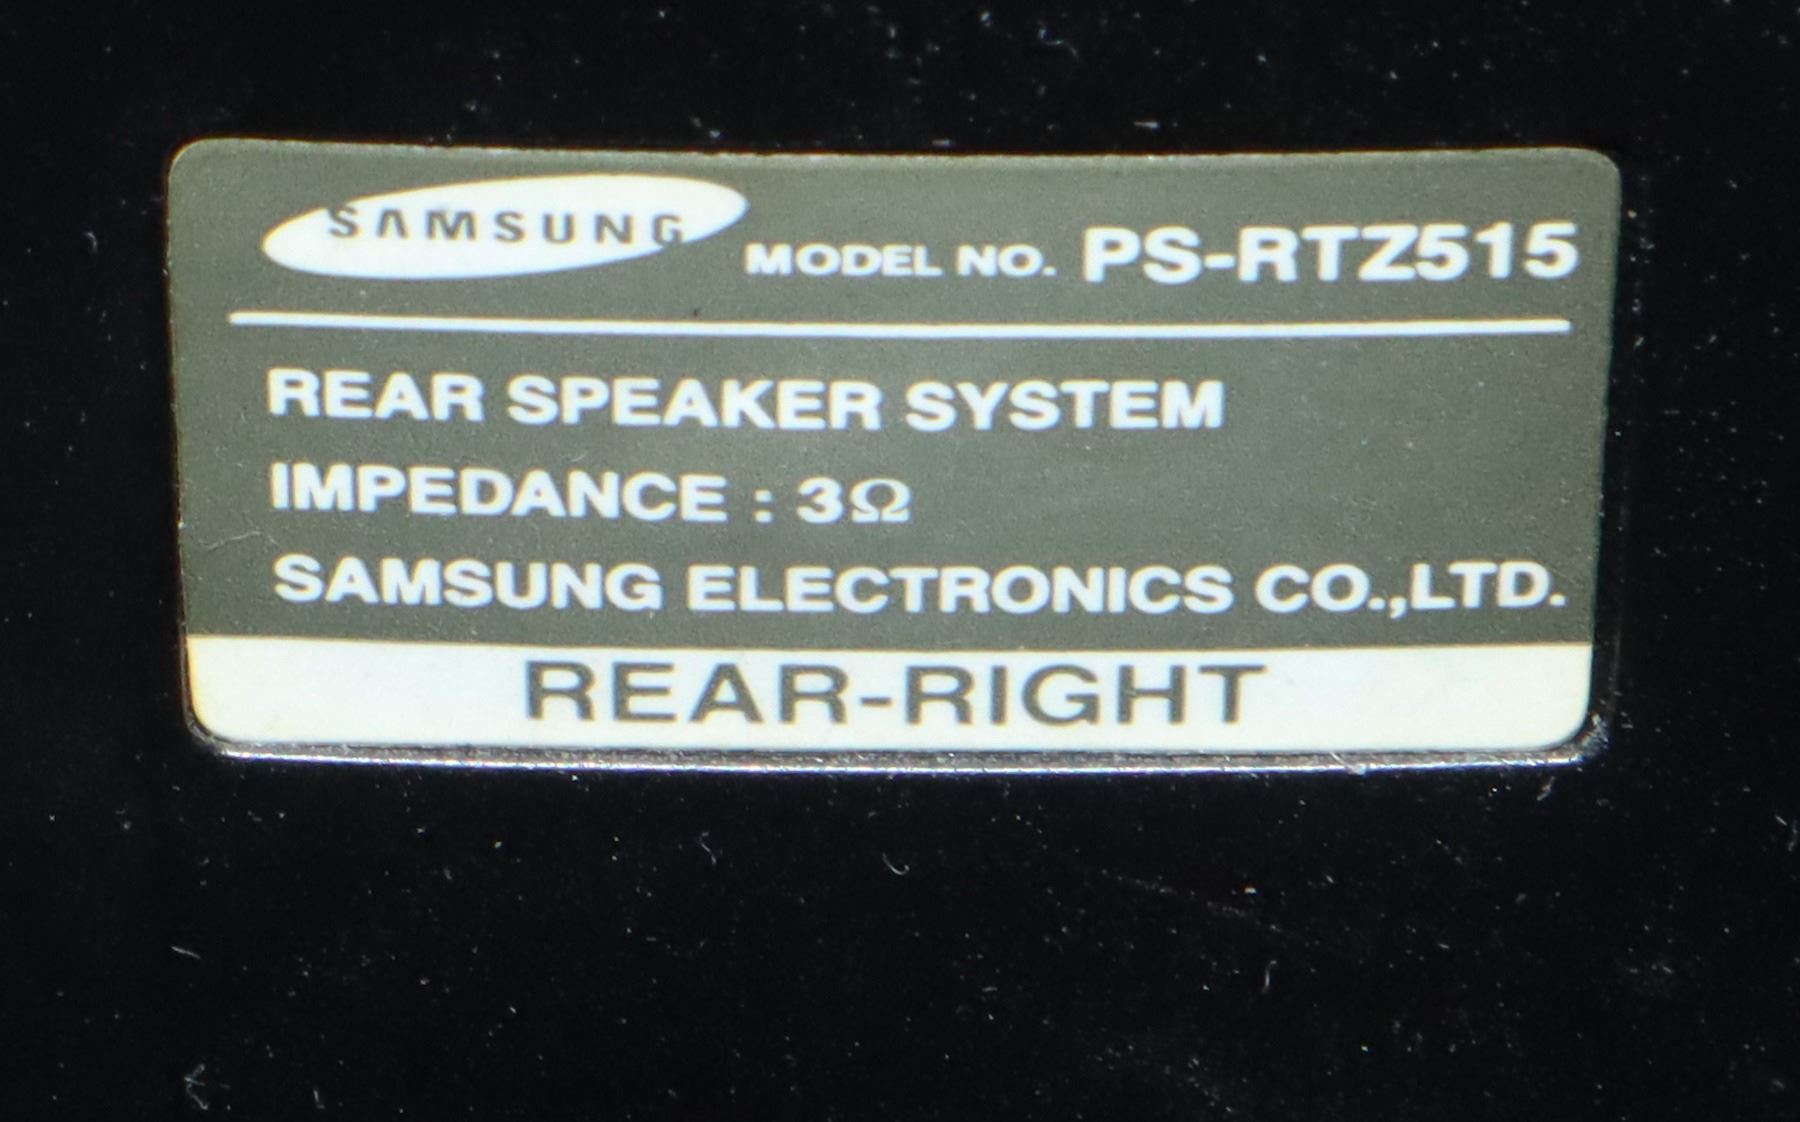 SAMSUNG MODEL NO. PS-RTZ515
REAR SPEAKER SYSTEM
IMPEDANCE : 3Ω
SAMSUNG ELECTRONICS CO.,LTD.
REAR-RIGHT